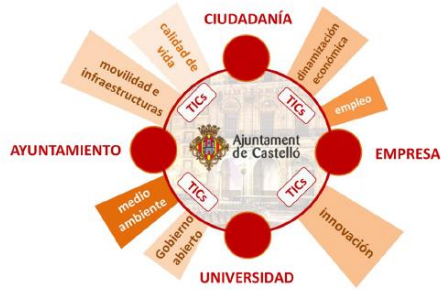 CIUDADANÍA
calidad de
vida
dinamización
económica
movilidad e
infraestructuras
TICs
TICs
empleo
AYUNTAMIENTO
Ajuntament
de Castelló
EMPRESA
medio
ambiente
TICs
TICs
Gobierno
abierto
innovación
UNIVERSIDAD